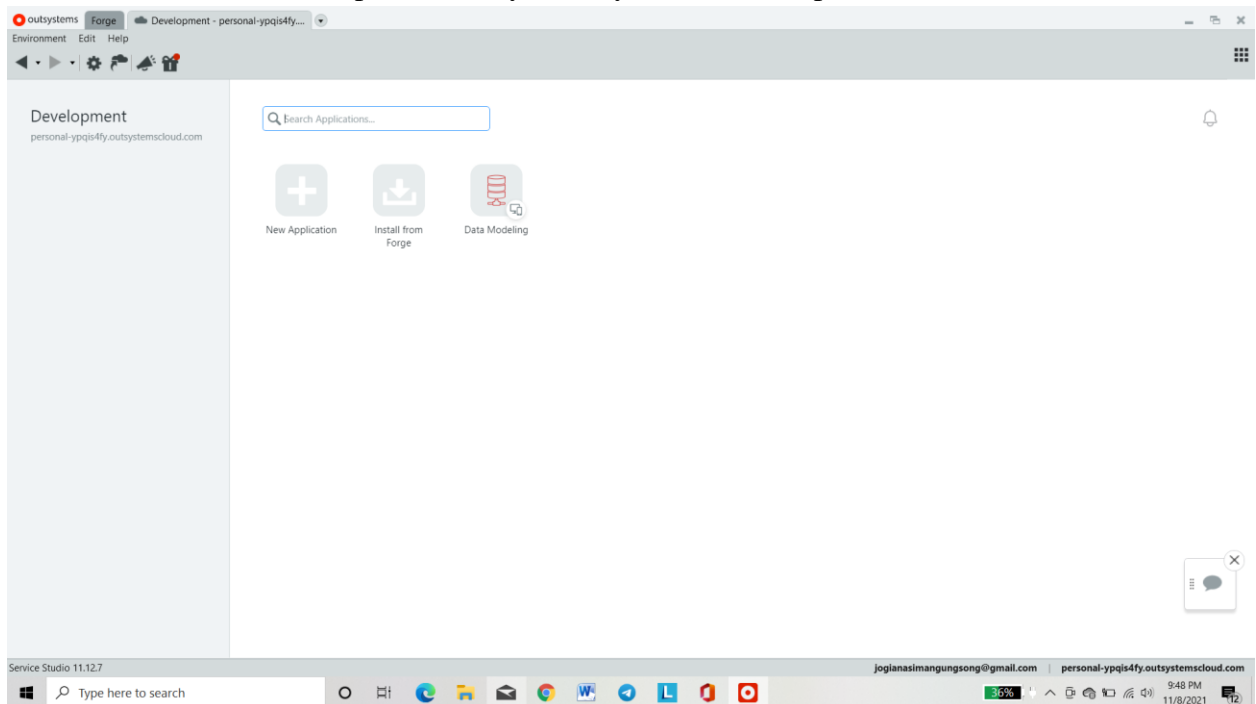 outsystems Forge Development - personal-ypqis4fy....
Environment Edit Help
Development
personal-ypqis4fy.outsystemscloud.com
Search Applications...
New Application
Install from
Forge
Data Modeling
Service Studio 11.12.7
jogianasimangungsong@gmail.com | personal-ypqis4fy.outsystemscloud.com
Type here to search
36%
9:48 PM
11/8/2021
12